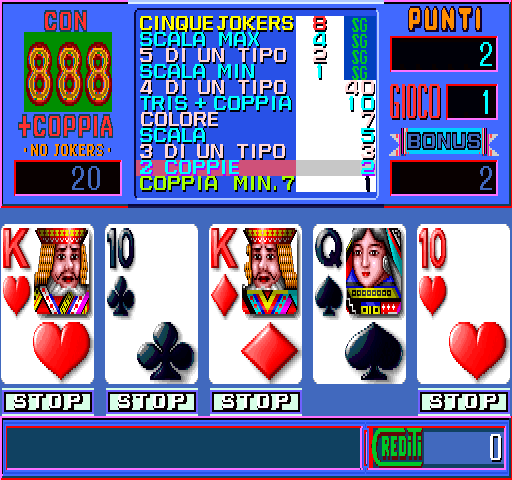 CON
888
+COPPIA
·NO JOKERS·
20
CINQUE JOKERS 8 SG
SCALA MAX 4 SG
5 DI UN TIPO 2 SG
SCALA MIN 1 SG
4 DI UN TIPO 40
TRIS+COPPIA 10
COLORE 7
SCALA 5
3 DI UN TIPO 3
2 COPPIE 2
COPPIA MIN.7 1
PUNTI
2
GIOCO 1
BONUS
2
K 10 K Q 10
STOP STOP STOP STOP
CREDITI 0